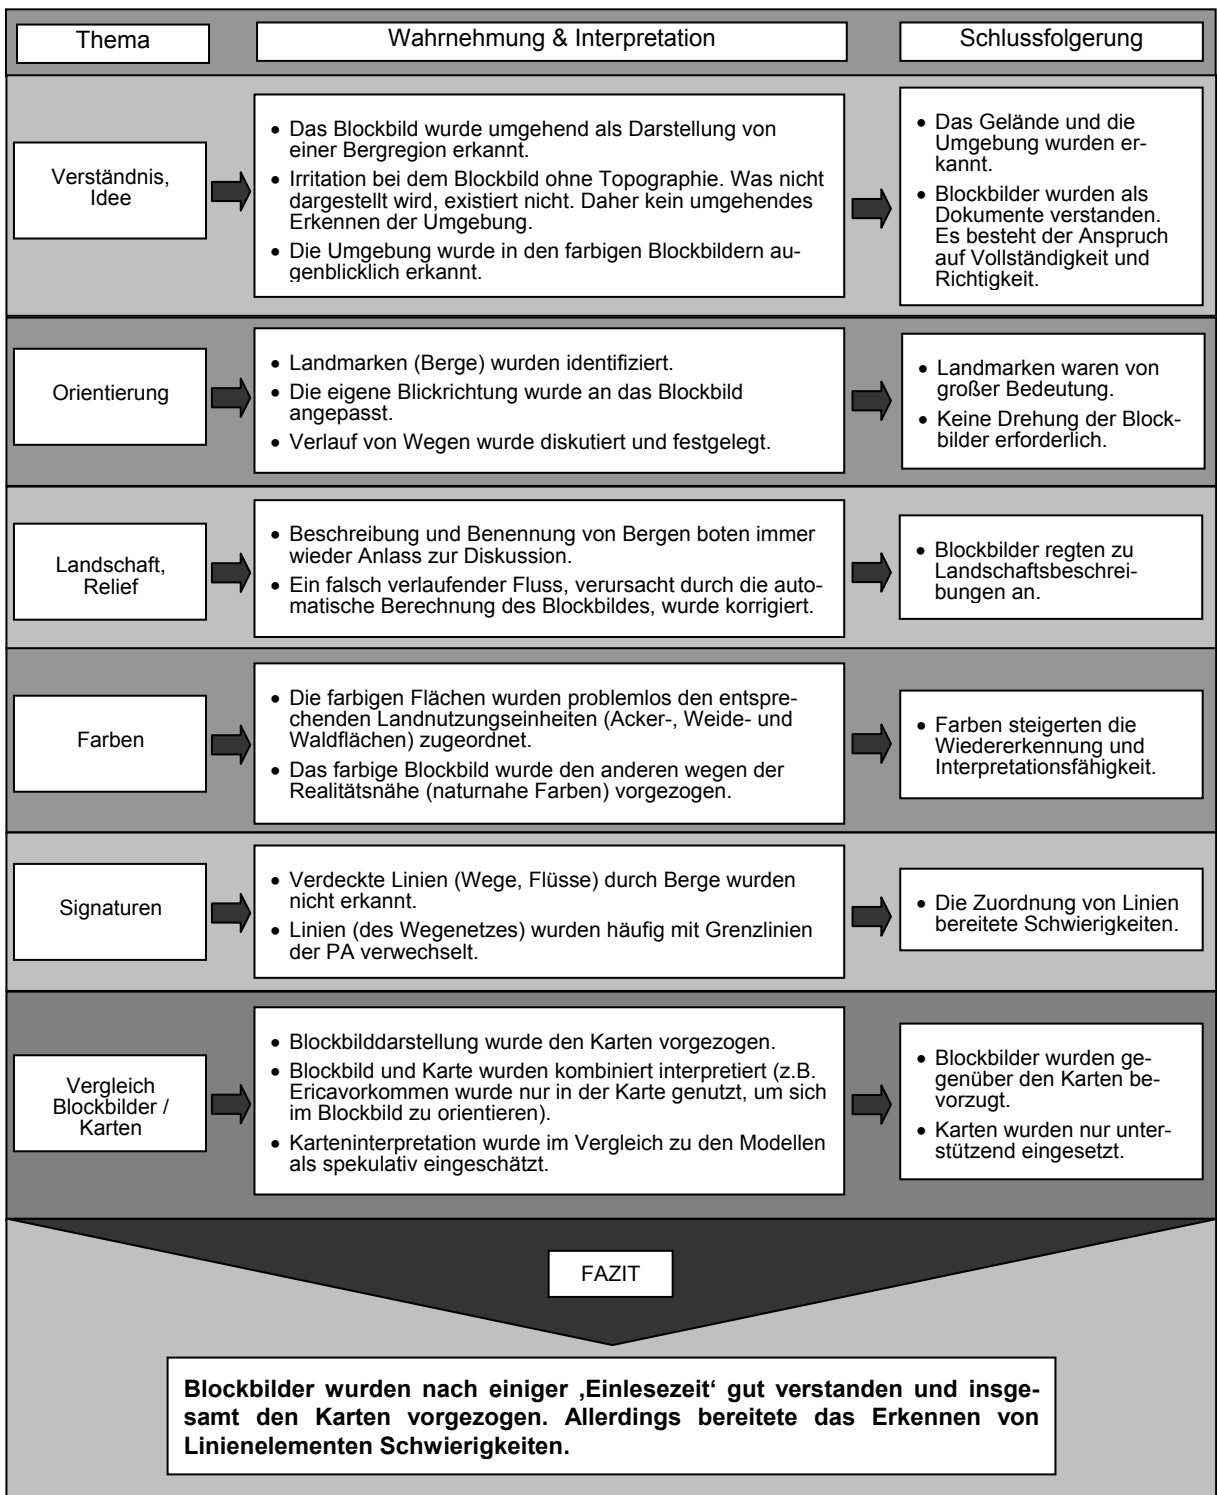 Thema
Wahrnehmung & Interpretation
Schlussfolgerung
Verständnis,
Idee
• Das Blockbild wurde umgehend als Darstellung von
einer Bergregion erkannt.
• Irritation bei dem Blockbild ohne Topographie. Was nicht
dargestellt wird, existiert nicht. Daher kein umgehendes
Erkennen der Umgebung.
• Die Umgebung wurde in den farbigen Blockbildern au-
genblicklich erkannt.
• Das Gelände und die
Umgebung wurden er-
kannt.
• Blockbilder wurden als
Dokumente verstanden.
Es besteht der Anspruch
auf Vollständigkeit und
Richtigkeit.
Orientierung
• Landmarken (Berge) wurden identifiziert.
• Die eigene Blickrichtung wurde an das Blockbild
angepasst.
• Verlauf von Wegen wurde diskutiert und festgelegt.
• Landmarken waren von
großer Bedeutung.
• Keine Drehung der Block-
bilder erforderlich.
Landschaft,
Relief
• Beschreibung und Benennung von Bergen boten immer
wieder Anlass zur Diskussion.
• Ein falsch verlaufender Fluss, verursacht durch die auto-
matische Berechnung des Blockbildes, wurde korrigiert.
• Blockbilder regten zu
Landschaftsbeschrei-
bungen an.
Farben
• Die farbigen Flächen wurden problemlos den entspre-
chenden Landnutzungseinheiten (Acker-, Weide- und
Waldflächen) zugeordnet.
• Das farbige Blockbild wurde den anderen wegen der
Realitätsnähe (naturnahe Farben) vorgezogen.
• Farben steigerten die
Wiedererkennung und
Interpretationsfähigkeit.
Signaturen
• Verdeckte Linien (Wege, Flüsse) durch Berge wurden
nicht erkannt.
• Linien (des Wegenetzes) wurden häufig mit Grenzlinien
der PA verwechselt.
• Die Zuordnung von Linien
bereitete Schwierigkeiten.
Vergleich
Blockbilder /
Karten
• Blockbilddarstellung wurde den Karten vorgezogen.
• Blockbild und Karte wurden kombiniert interpretiert (z.B.
Ericavorkommen wurde nur in der Karte genutzt, um sich
im Blockbild zu orientieren).
• Karteninterpretation wurde im Vergleich zu den Modellen
als spekulativ eingeschätzt.
• Blockbilder wurden ge-
genüber den Karten be-
vorzugt.
• Karten wurden nur unter-
stützend eingesetzt.
FAZIT
Blockbilder wurden nach einiger ‚Einlesezeit‘ gut verstanden und insge-
samt den Karten vorgezogen. Allerdings bereitete das Erkennen von
Linienelementen Schwierigkeiten.